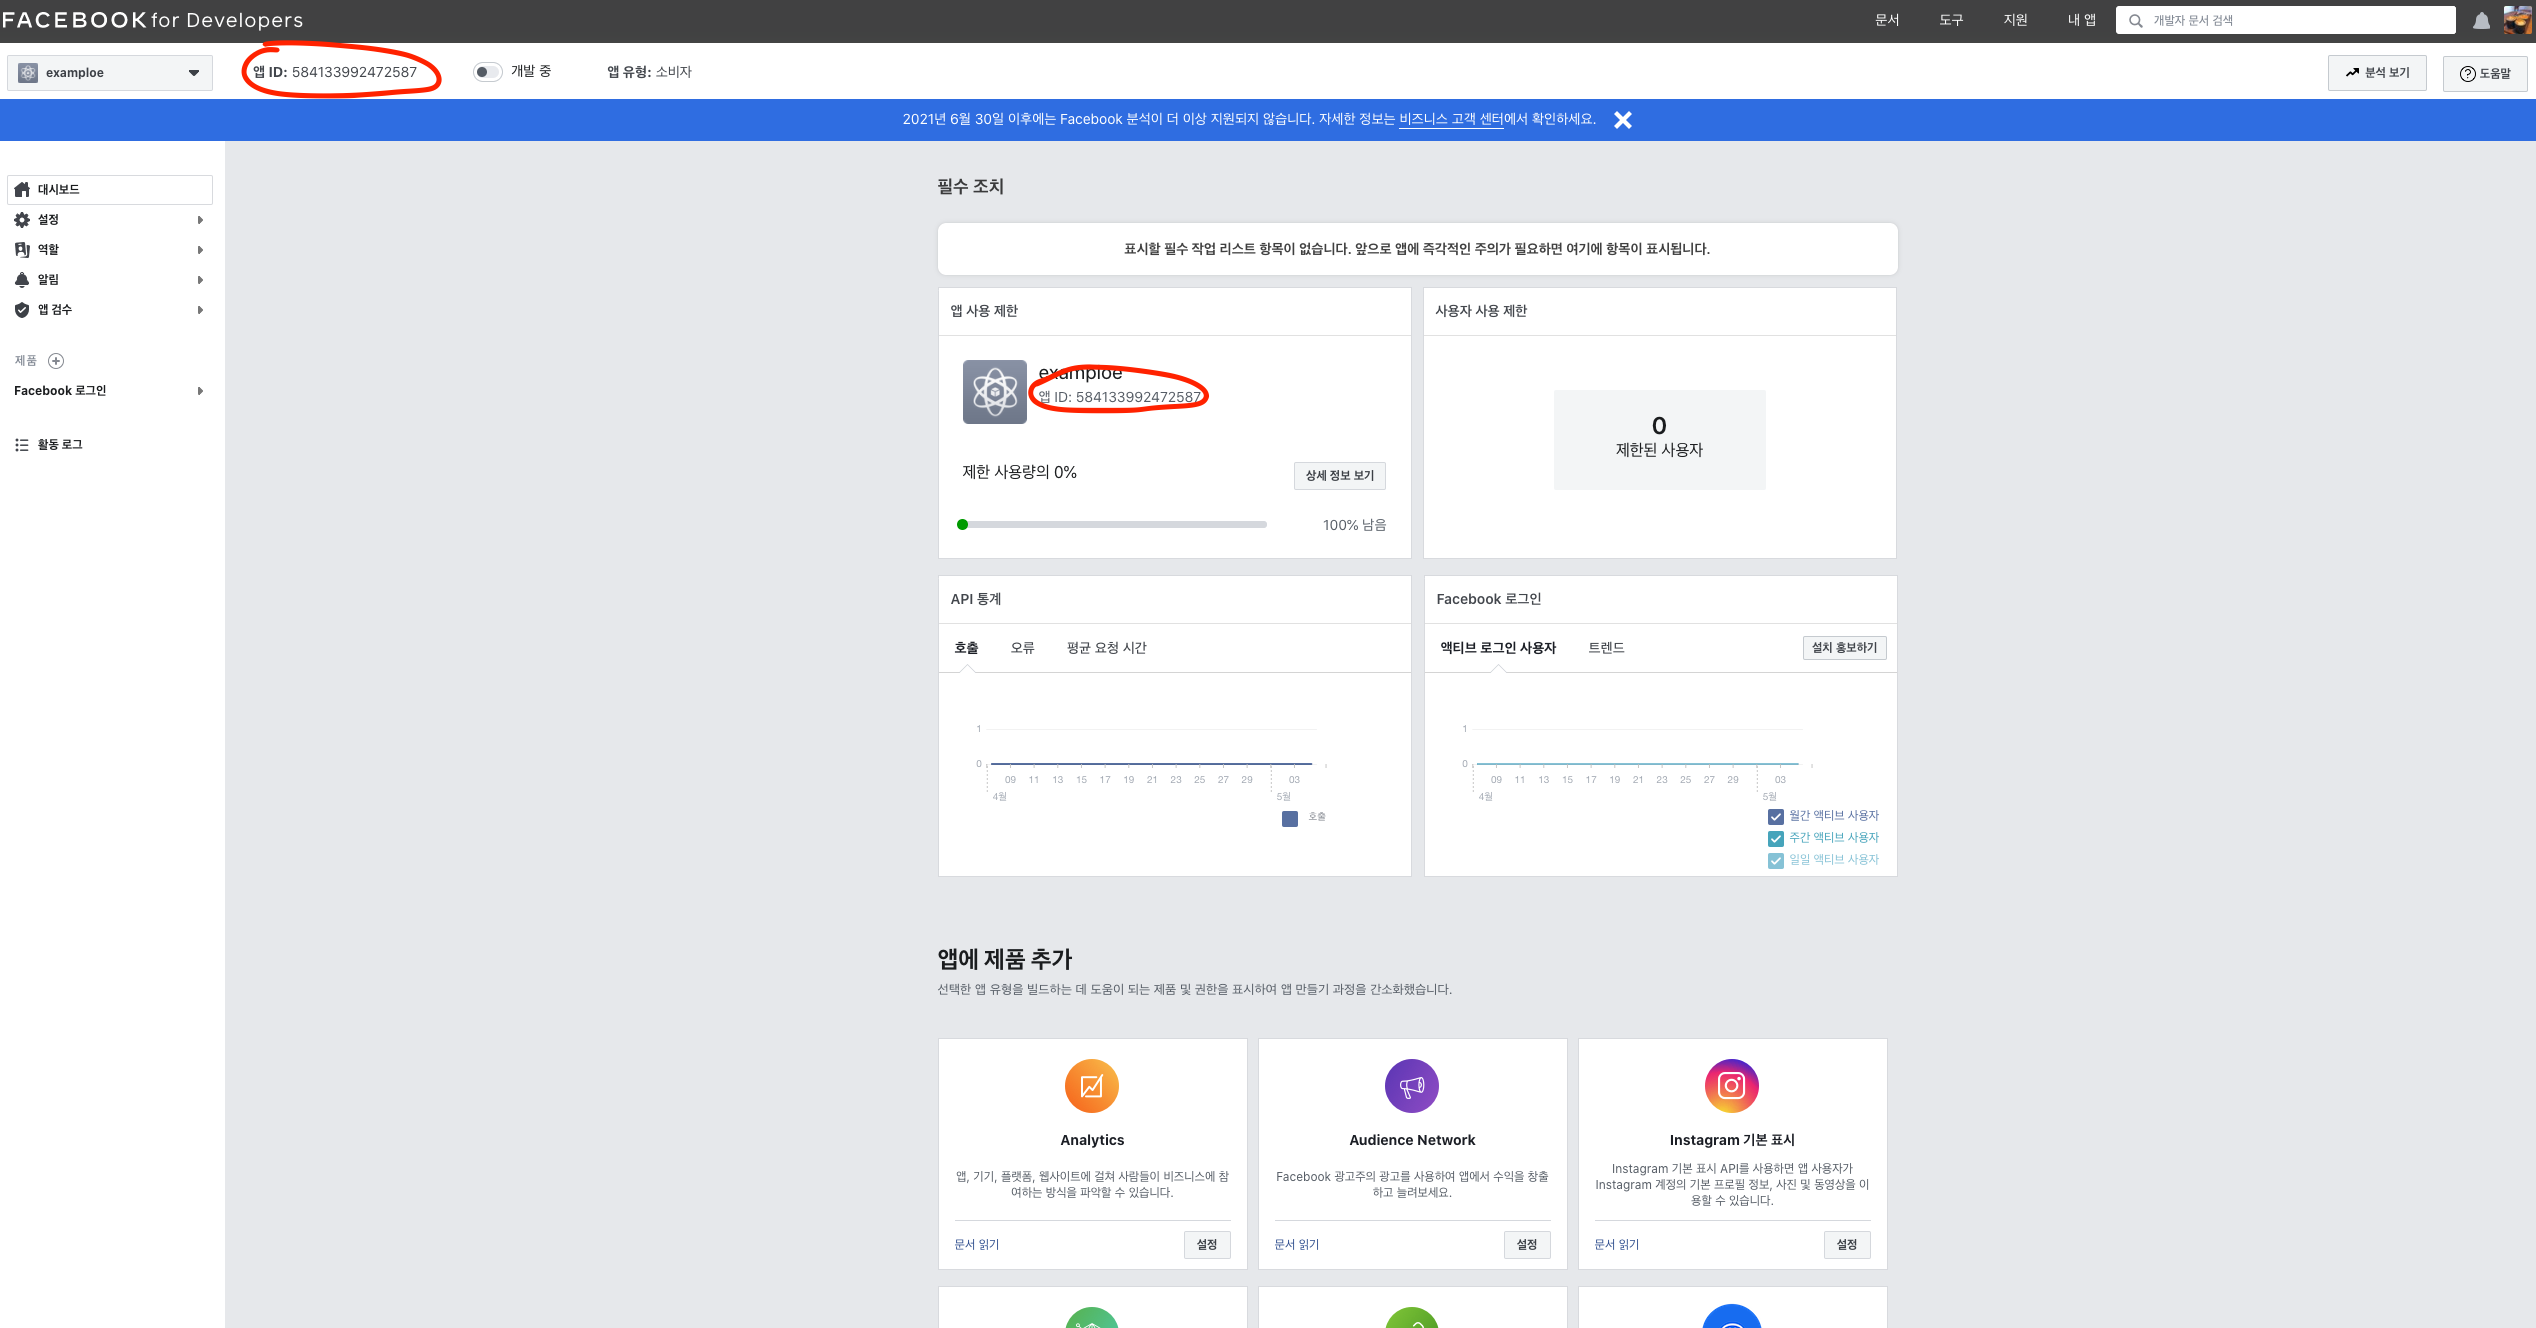 FACEBOOK for Developers
문서
도구
지원
내 앱
개발자 문서 검색
examploe
앱 ID: 584133992472587
개발 중
앱 유형: 소비자
분석 보기
도움말
2021년 6월 30일 이후에는 Facebook 분석이 더 이상 지원되지 않습니다. 자세한 정보는 비즈니스 고객 센터에서 확인하세요.
대시보드
설정
역할
알림
앱 검수
제품
Facebook 로그인
활동 로그
필수 조치
표시할 필수 작업 리스트 항목이 없습니다. 앞으로 앱에 즉각적인 주의가 필요하면 여기에 항목이 표시됩니다.
앱 사용 제한
examploe
앱 ID: 584133992472587
제한 사용량의 0%
상세 정보 보기
100% 남음
사용자 사용 제한
0
제한된 사용자
API 통계
호출
오류
평균 요청 시간
1
0
09 11 13 15 17 19 21 23 25 27 29 03
4월 5월
호출
Facebook 로그인
액티브 로그인 사용자
트렌드
설치 홍보하기
1
0
09 11 13 15 17 19 21 23 25 27 29 03
4월 5월
월간 액티브 사용자
주간 액티브 사용자
일일 액티브 사용자
앱에 제품 추가
선택한 앱 유형을 빌드하는 데 도움이 되는 제품 및 권한을 표시하여 앱 만들기 과정을 간소화했습니다.
Analytics
앱, 기기, 플랫폼, 웹사이트에 걸쳐 사람들이 비즈니스에 참
여하는 방식을 파악할 수 있습니다.
문서 읽기
설정
Audience Network
Facebook 광고주의 광고를 사용하여 앱에서 수익을 창출
하고 늘려보세요.
문서 읽기
설정
Instagram 기본 표시
Instagram 기본 표시 API를 사용하면 앱 사용자가
Instagram 계정의 기본 프로필 정보, 사진 및 동영상을 이
용할 수 있습니다.
문서 읽기
설정